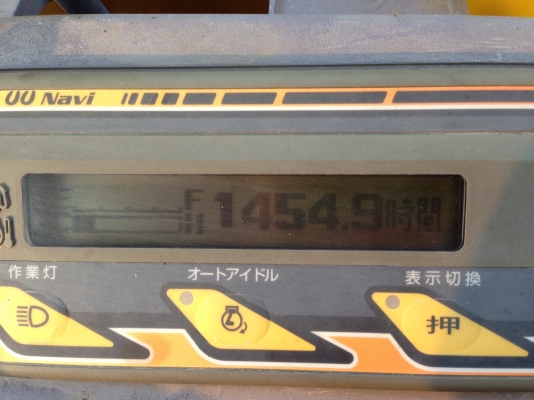 00 Navi
F 1454.9時間
作業灯 オートアイドル 表示切換
押